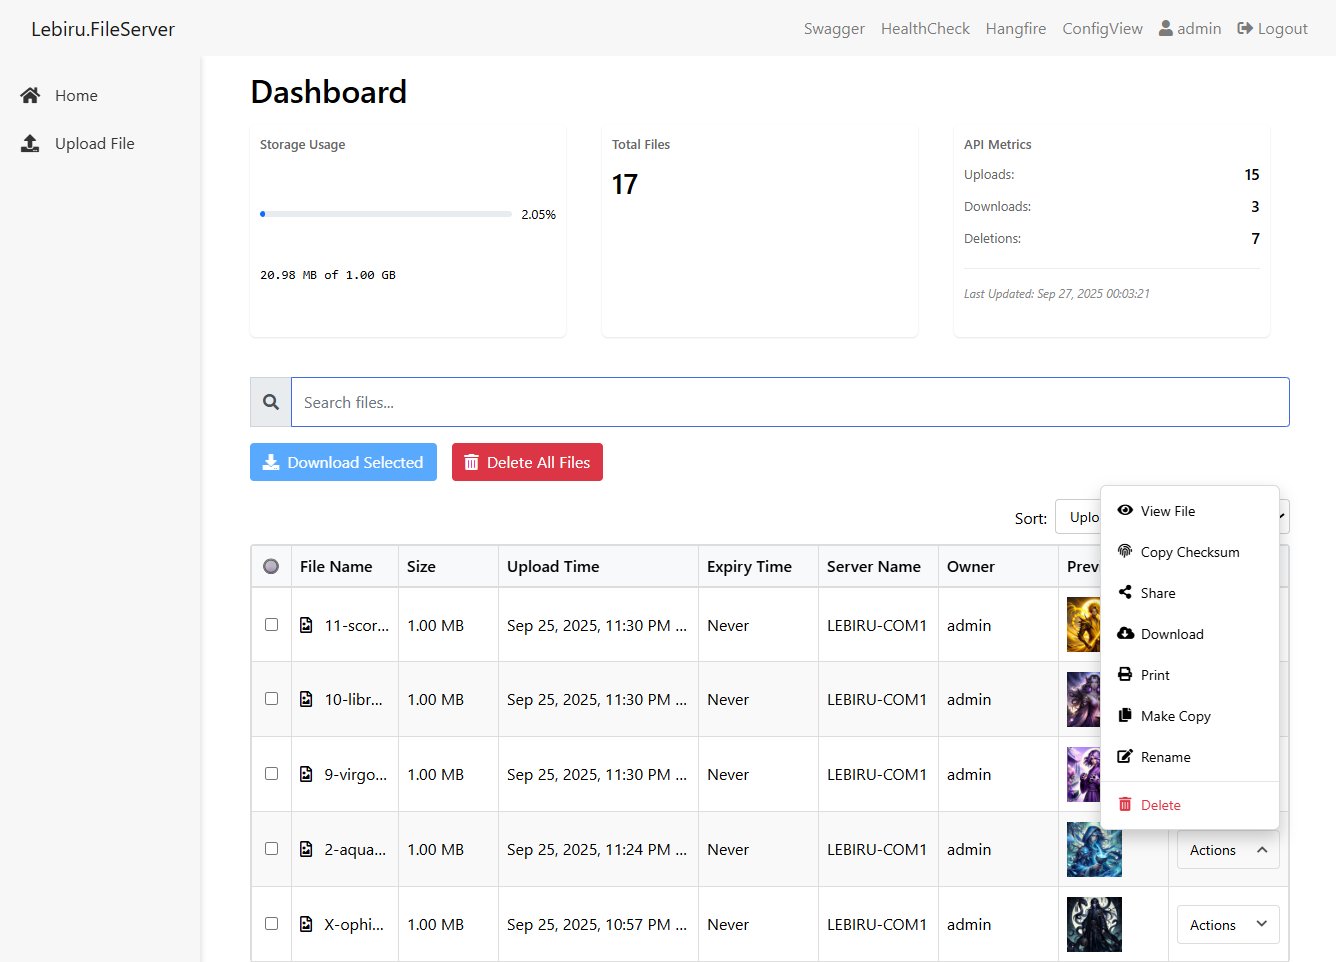 Lebiru.FileServer
Swagger HealthCheck Hangfire ConfigView admin Logout
Home
Upload File
Dashboard
Storage Usage
2.05%
20.98 MB of 1.00 GB
Total Files
17
API Metrics
Uploads: 15
Downloads: 3
Deletions: 7
Last Updated: Sep 27, 2025 00:03:21
Search files...
Download Selected Delete All Files
Sort: Uplo
View File
Copy Checksum
Share
Download
Print
Make Copy
Rename
Delete
File Name Size Upload Time Expiry Time Server Name Owner Prev
11-scor... 1.00 MB Sep 25, 2025, 11:30 PM ... Never LEBIRU-COM1 admin
10-libr... 1.00 MB Sep 25, 2025, 11:30 PM ... Never LEBIRU-COM1 admin
9-virgo... 1.00 MB Sep 25, 2025, 11:30 PM ... Never LEBIRU-COM1 admin
2-aqua... 1.00 MB Sep 25, 2025, 11:24 PM ... Never LEBIRU-COM1 admin Actions
X-ophi... 1.00 MB Sep 25, 2025, 10:57 PM ... Never LEBIRU-COM1 admin Actions